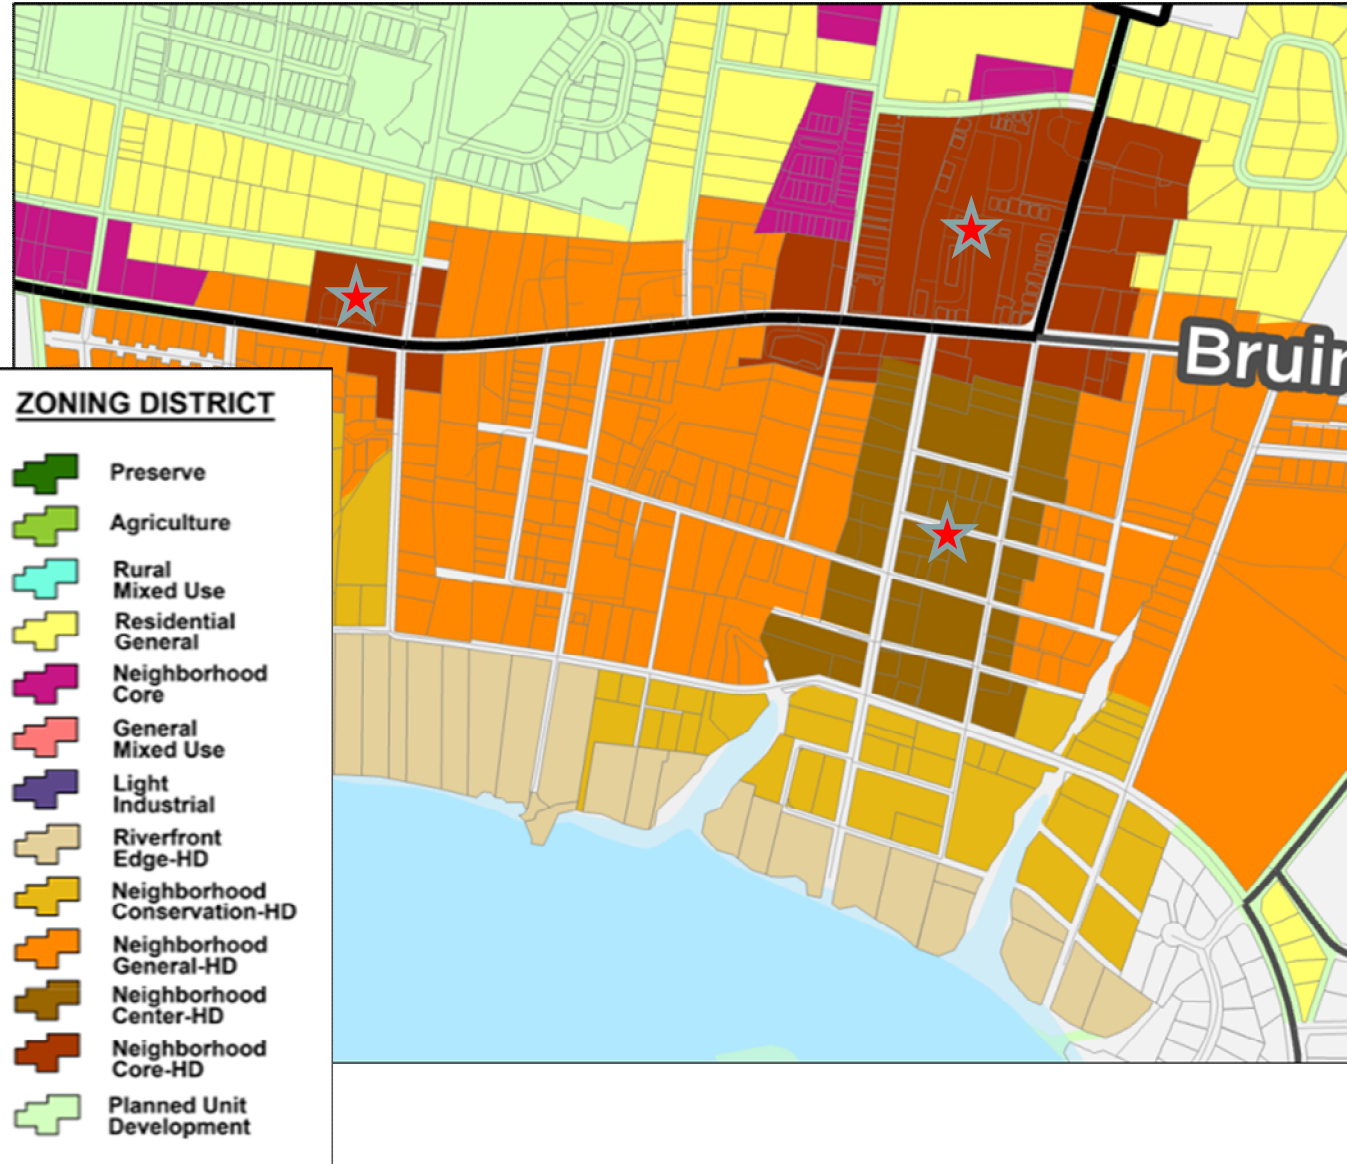 Bruin
ZONING DISTRICT
Preserve
Agriculture
Rural
Mixed Use
Residential
General
Neighborhood
Core
General
Mixed Use
Light
Industrial
Riverfront
Edge-HD
Neighborhood
Conservation-HD
Neighborhood
General-HD
Neighborhood
Center-HD
Neighborhood
Core-HD
Planned Unit
Development